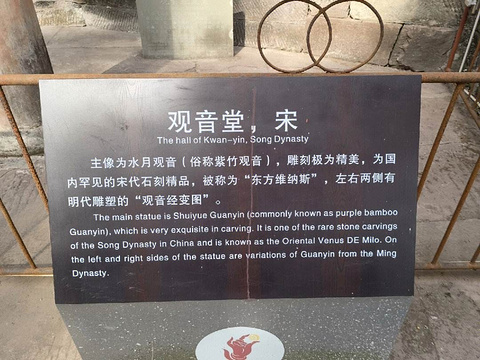 观音堂，宋
The hall of Kwan-yin, Song Dynasty
主像为水月观音（俗称紫竹观音），雕刻极为精美，为国
内罕见的宋代石刻精品，被称为“东方维纳斯”，左右两侧有
明代雕塑的“观音经变图”。
The main statue is Shuiyue Guanyin (commonly known as purple bamboo
Guanyin), which is very exquisite in carving. It is one of the rare stone carvings
of the Song Dynasty in China and is known as the Oriental Venus DE Milo. On
the left and right sides of the statue are variations of Guanyin from the Ming
Dynasty.